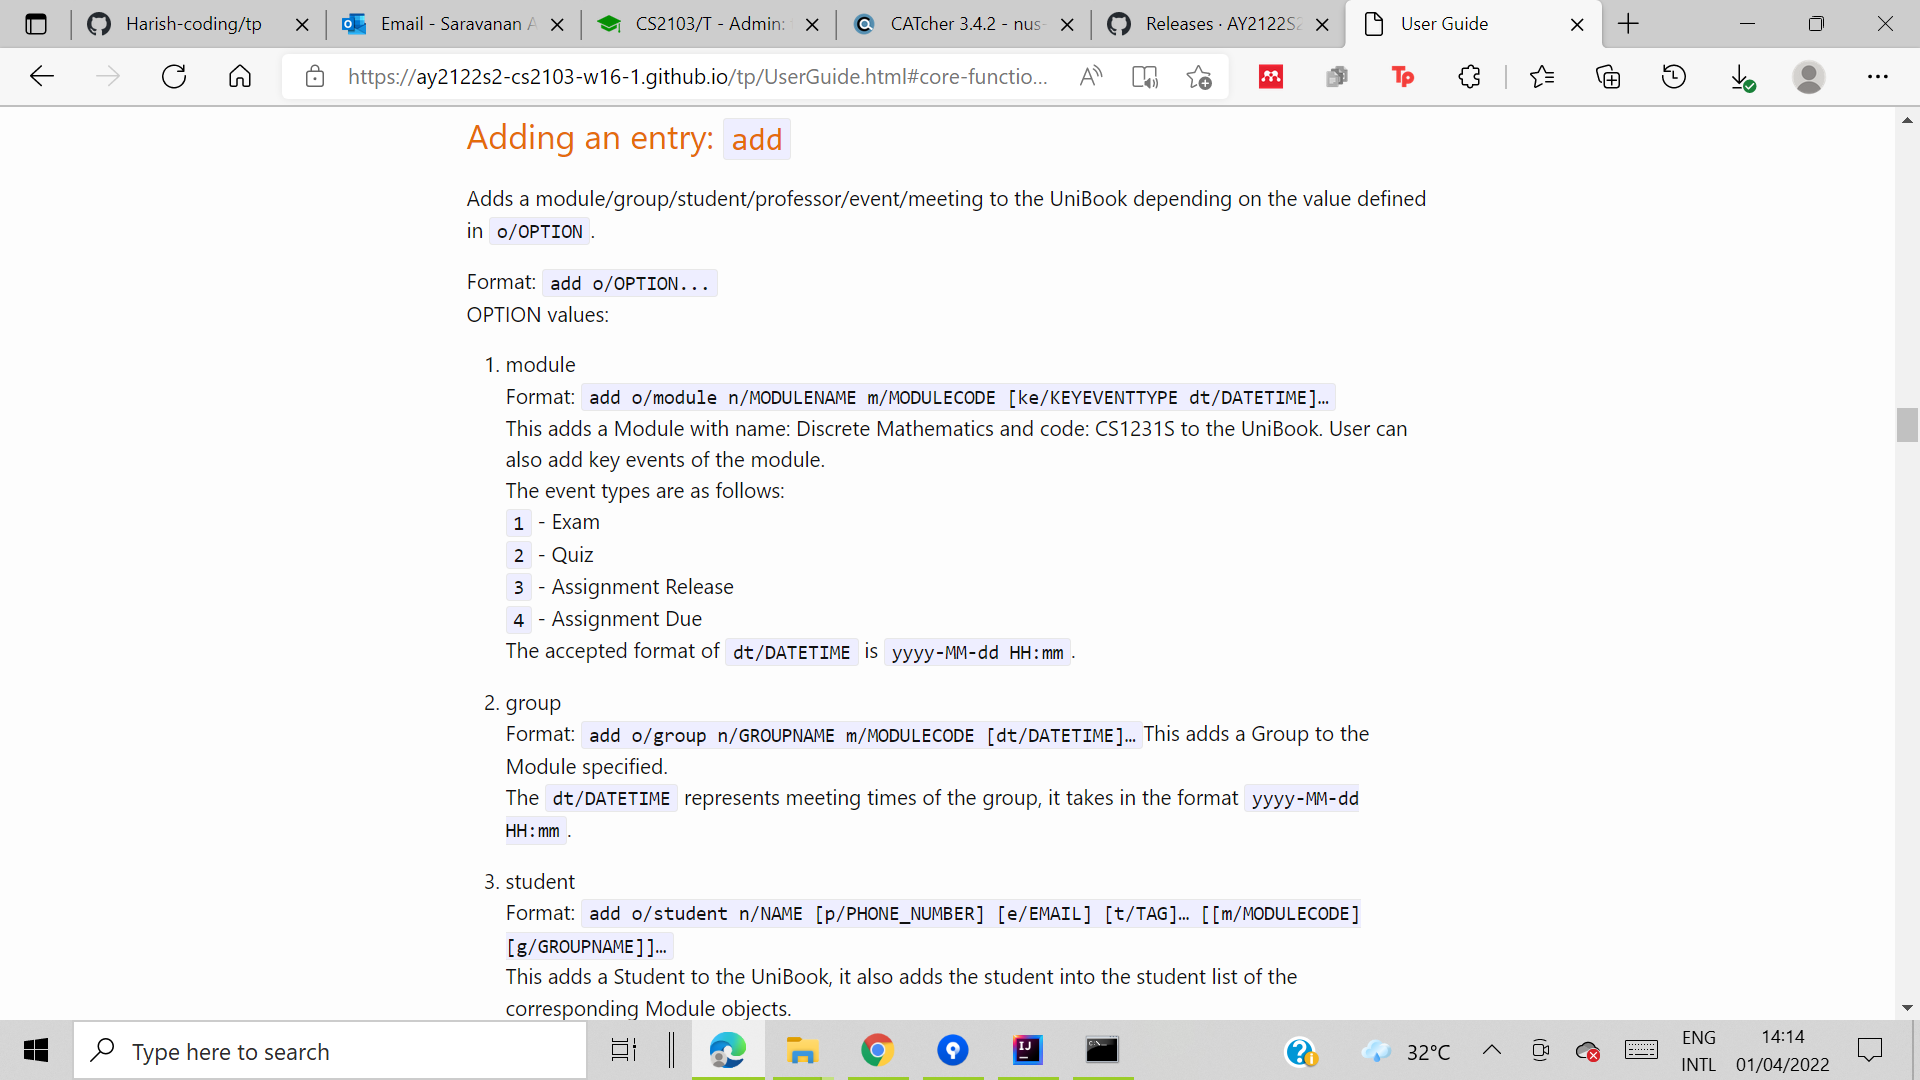 Harish-coding/tp
Email - Saravanan A
CS2103/T - Admin:
CATcher 3.4.2 - nus-
Releases · AY2122S2
User Guide
https://ay2122s2-cs2103-w16-1.github.io/tp/UserGuide.html#core-functio...
Adding an entry: add
Adds a module/group/student/professor/event/meeting to the UniBook depending on the value defined
in o/OPTION .
Format: add o/OPTION...
OPTION values:
1. module
Format: add o/module n/MODULENAME m/MODULECODE [ke/KEYEVENTTYPE dt/DATETIME]…
This adds a Module with name: Discrete Mathematics and code: CS1231S to the UniBook. User can
also add key events of the module.
The event types are as follows:
1 - Exam
2 - Quiz
3 - Assignment Release
4 - Assignment Due
The accepted format of dt/DATETIME is yyyy-MM-dd HH:mm .
2. group
Format: add o/group n/GROUPNAME m/MODULECODE [dt/DATETIME]… This adds a Group to the
Module specified.
The dt/DATETIME represents meeting times of the group, it takes in the format yyyy-MM-dd
HH:mm .
3. student
Format: add o/student n/NAME [p/PHONE_NUMBER] [e/EMAIL] [t/TAG]… [[m/MODULECODE]
[g/GROUPNAME]]…
This adds a Student to the UniBook, it also adds the student into the student list of the
corresponding Module objects.
Type here to search
32°C
ENG
INTL
14:14
01/04/2022